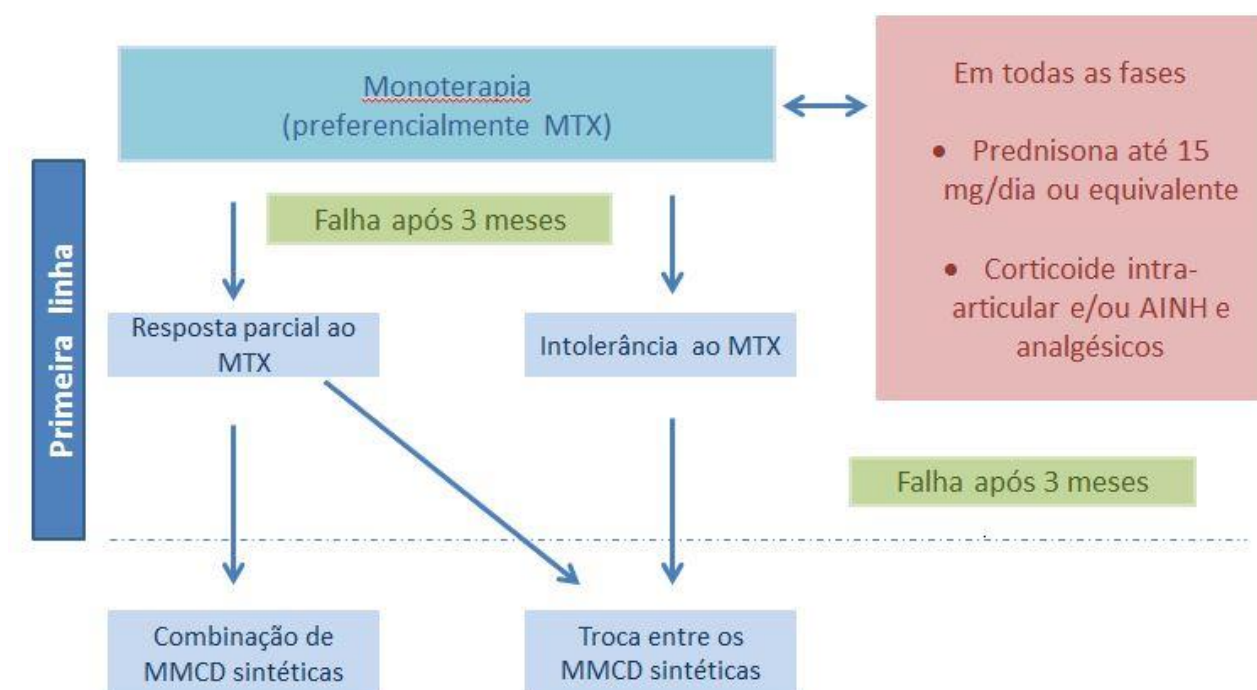 Monoterapia
(preferencialmente MTX)
Em todas as fases
• Prednisona até 15
mg/dia ou equivalente
• Corticoide intra-
articular e/ou AINH e
analgésicos
Primeira linha
Falha após 3 meses
Resposta parcial ao
MTX
Intolerância ao MTX
Falha após 3 meses
Combinação de
MMCD sintéticas
Troca entre os
MMCD sintéticas